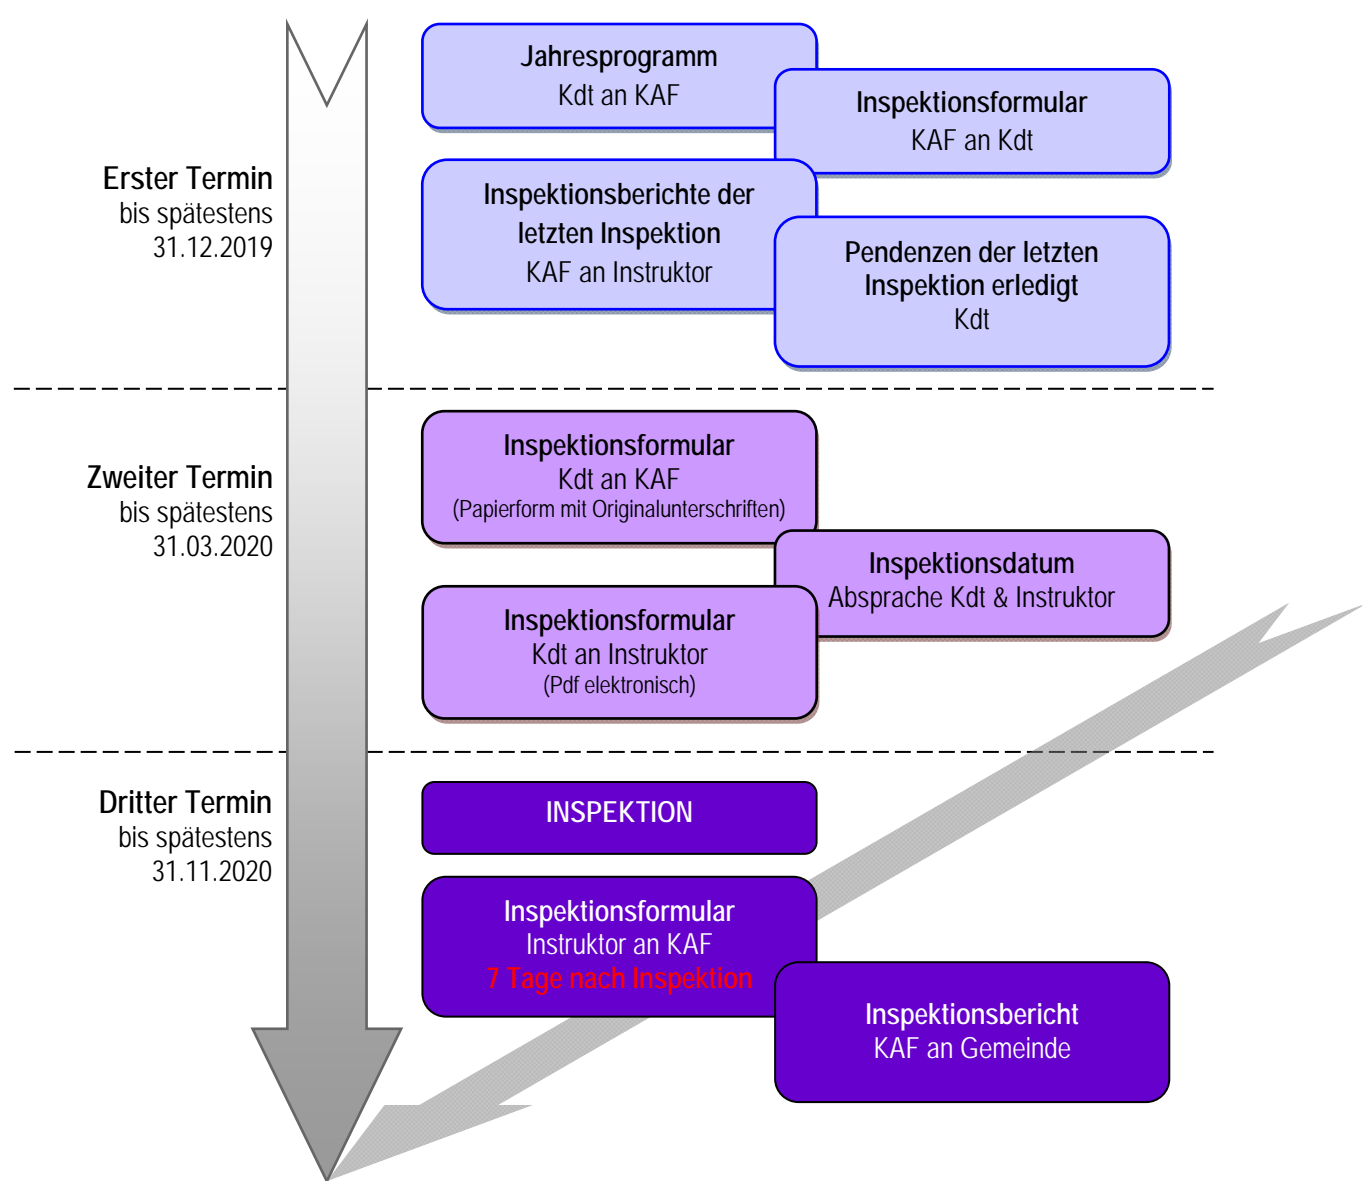 Jahresprogramm
Kdt an KAF
Inspektionsformular
KAF an Kdt
Erster Termin
bis spätestens
31.12.2019
Inspektionsberichte der
letzten Inspektion
KAF an Instruktor
Pendenzen der letzten
Inspektion erledigt
Kdt
Zweiter Termin
bis spätestens
31.03.2020
Inspektionsformular
Kdt an KAF
(Papierform mit Originalunterschriften)
Inspektionsdatum
Absprache Kdt & Instruktor
Inspektionsformular
Kdt an Instruktor
(Pdf elektronisch)
Dritter Termin
bis spätestens
31.11.2020
INSPEKTION
Inspektionsformular
Instruktor an KAF
7 Tage nach Inspektion
Inspektionsbericht
KAF an Gemeinde